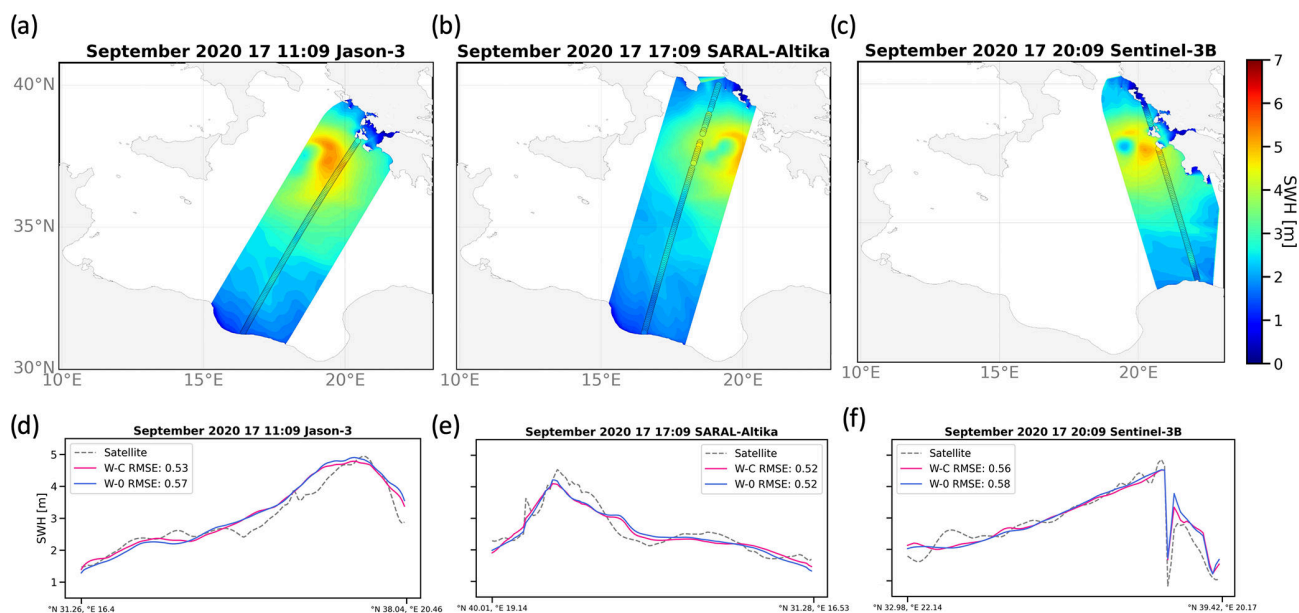 (a)
(b)
(c)
September 2020 17 11:09 Jason-3
September 2020 17 17:09 SARAL-Altika
September 2020 17 20:09 Sentinel-3B
40°N
35°N
30°N
10°E
15°E
20°E
10°E
15°E
20°E
10°E
15°E
20°E
7
6
5
4
3
2
1
0
SWH [m]
(d)
(e)
(f)
September 2020 17 11:09 Jason-3
September 2020 17 17:09 SARAL-Altika
September 2020 17 20:09 Sentinel-3B
Satellite
W-C RMSE: 0.53
W-0 RMSE: 0.57
Satellite
W-C RMSE: 0.52
W-0 RMSE: 0.52
Satellite
W-C RMSE: 0.56
W-0 RMSE: 0.58
SWH [m]
5
4
3
2
1
°N 31.26, °E 16.4
°N 38.04, °E 20.46
°N 40.01, °E 19.14
°N 31.28, °E 16.53
°N 32.98, °E 22.14
°N 39.42, °E 20.17